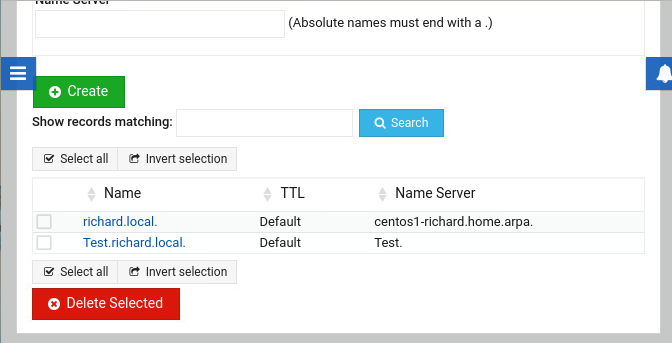 Name Server
(Absolute names must end with a .)
Create
Show records matching:
Search
Select all Invert selection
Name TTL Name Server
richard.local. Default centos1-richard.home.arpa.
Test.richard.local. Default Test.
Select all Invert selection
Delete Selected